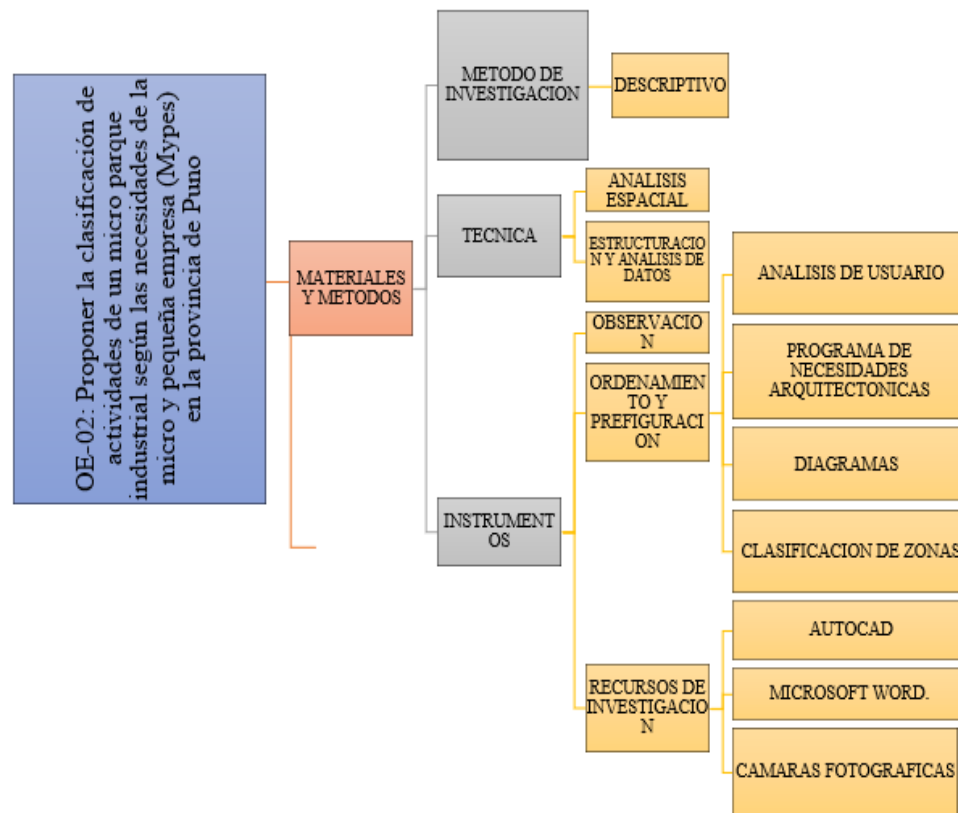 OE-02: Proponer la clasificación de
actividades de un micro parque
industrial según las necesidades de la
micro y pequeña empresa (Mypes)
en la provincia de Puno
MATERIALES
Y METODOS
METODO DE
INVESTIGACION
DESCRIPTIVO
TECNICA
ANALISIS
ESPACIAL
ESTRUCTURACIO
N Y ANALISIS DE
DATOS
INSTRUMENT
OS
OBSERVACIO
N
ORDENAMIEN
TO Y
PREFIGURACI
ON
ANALISIS DE USUARIO
PROGRAMA DE
NECESIDADES
ARQUITECTONICAS
DIAGRAMAS
CLASIFICACION DE ZONAS
RECURSOS DE
INVESTIGACIO
N
AUTOCAD
MICROSOFT WORD.
CAMARAS FOTOGRAFICAS